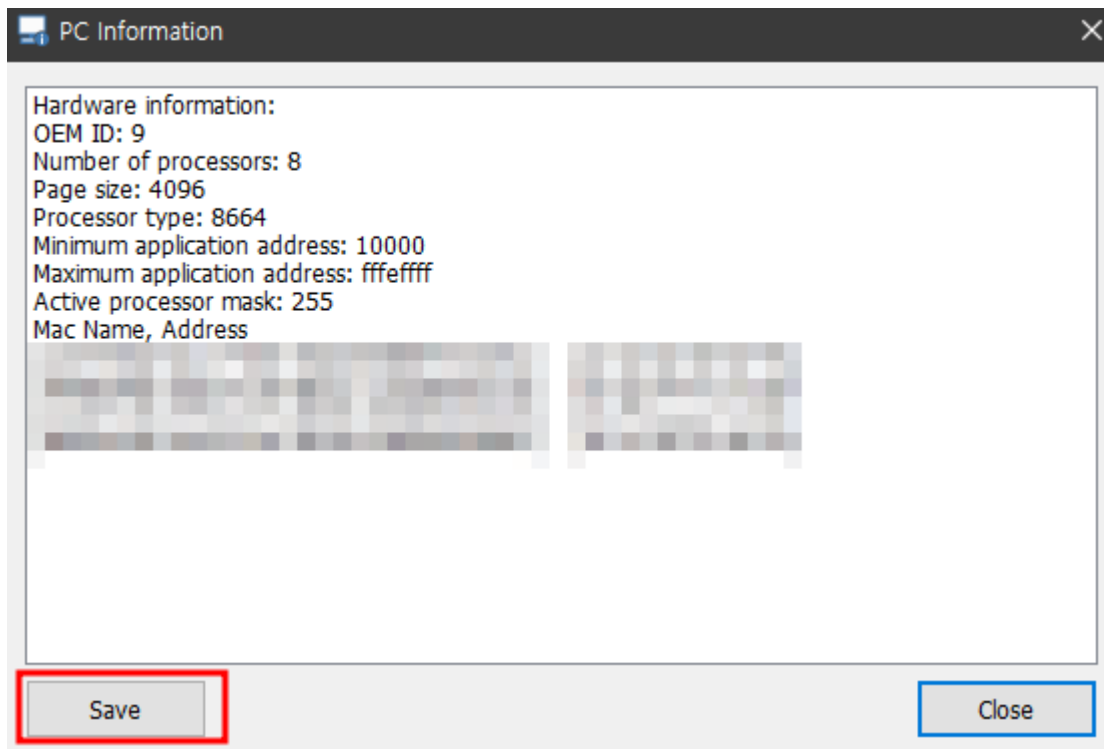 PC Information
Hardware information:
OEM ID: 9
Number of processors: 8
Page size: 4096
Processor type: 8664
Minimum application address: 10000
Maximum application address: fffeffff
Active processor mask: 255
Mac Name, Address
Save
Close